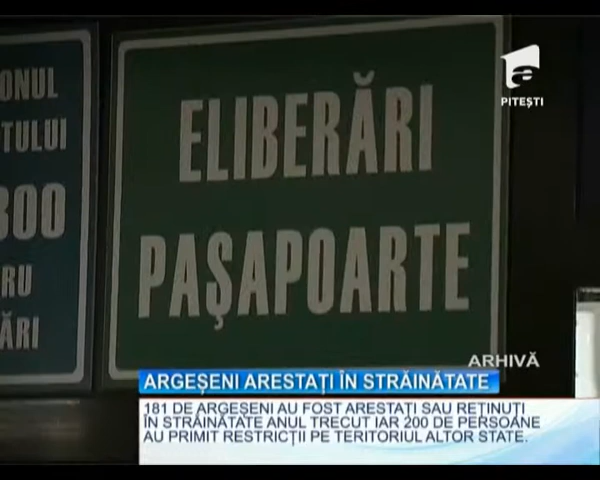 ONUL
TULUI
800
RU
ĂRI
ELIBERĂRI
PAŞAPOARTE
PITEŞTI
ARHIVĂ
ARGEŞENI ARESTAŢI ÎN STRĂINĂTATE
181 DE ARGEŞENI AU FOST ARESTAŢI SAU REŢINUŢI
ÎN STRĂINĂTATE ANUL TRECUT IAR 200 DE PERSOANE
AU PRIMIT RESTRICŢII PE TERITORIUL ALTOR STATE.